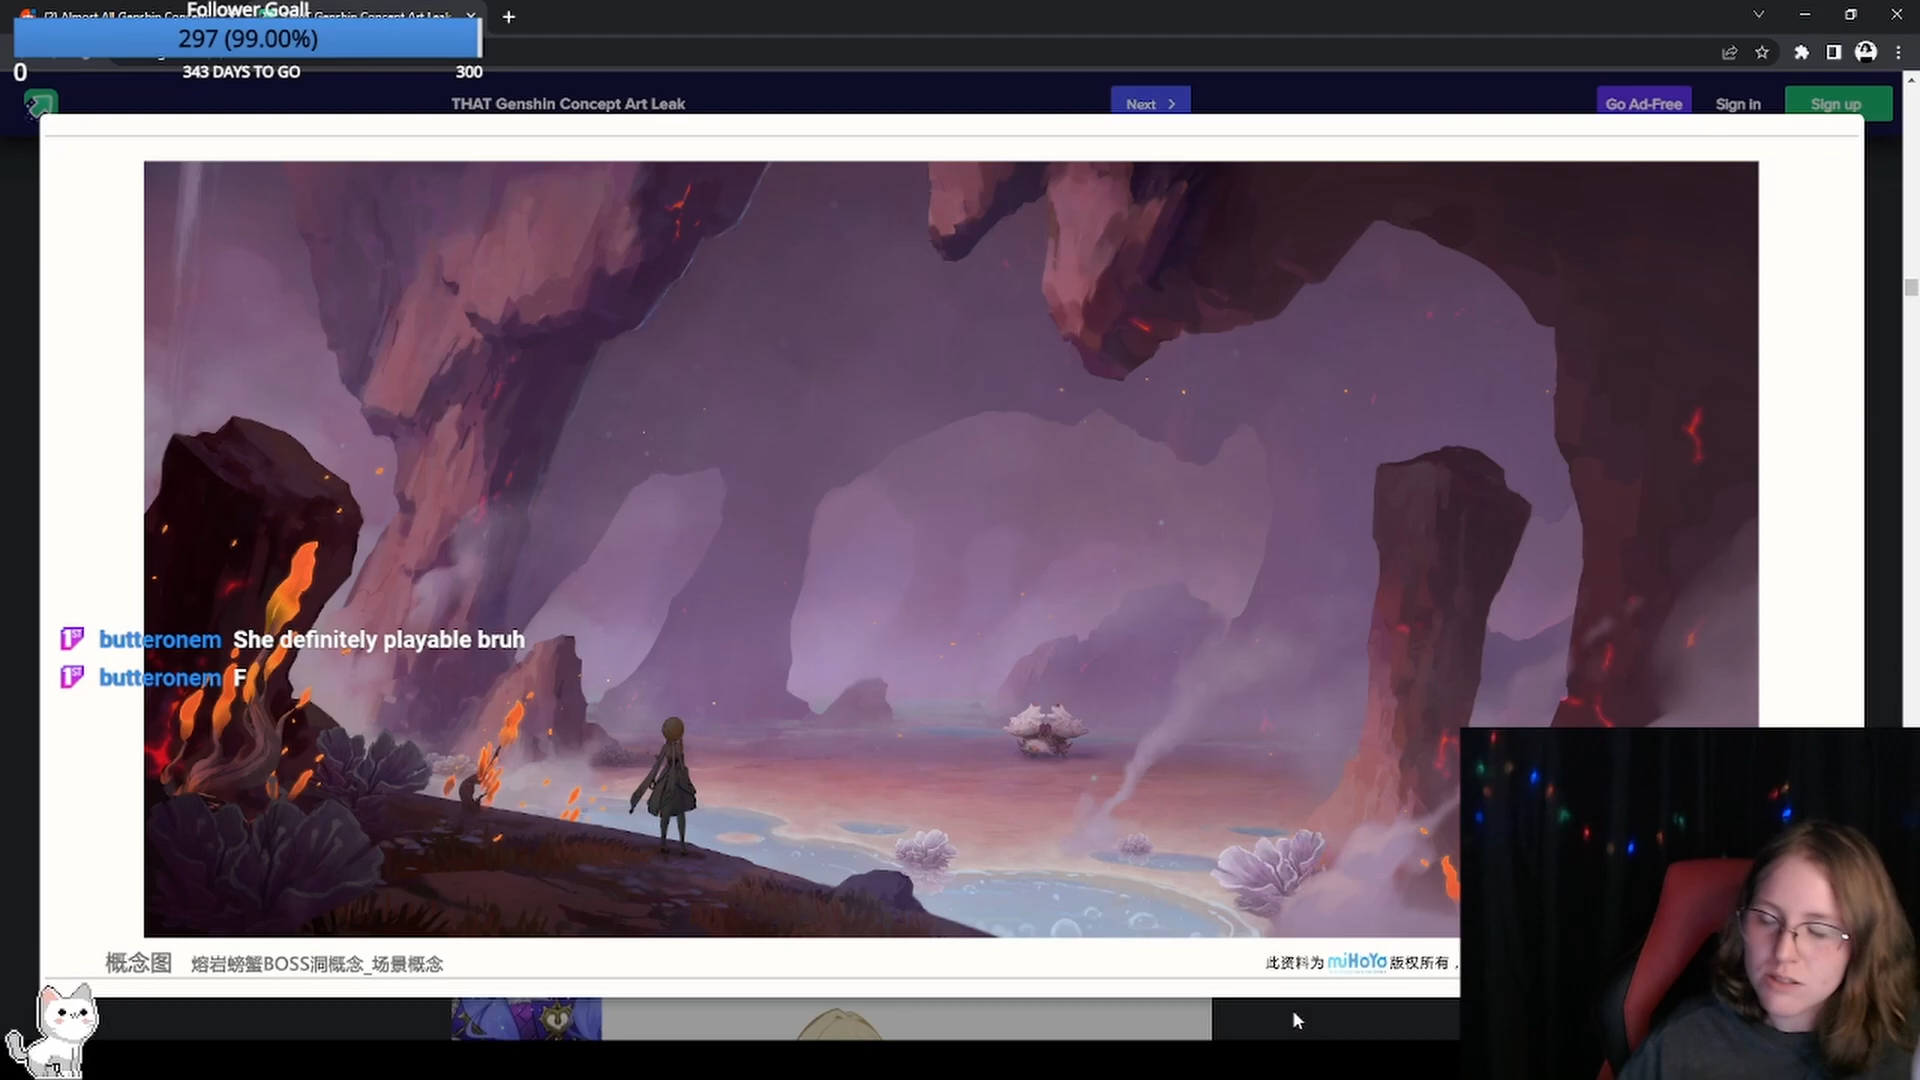 Follower Goall
297 (99.00%)
0
343 DAYS TO GO
300
THAT Genshin Concept Art Leak
Next
Go Ad-Free
Sign in
Sign up
butteronem She definitely playable bruh
butteronem F
概念图 熔岩螃蟹BOSS洞概念_场景概念
此资料为 miHoYo 版权所有，